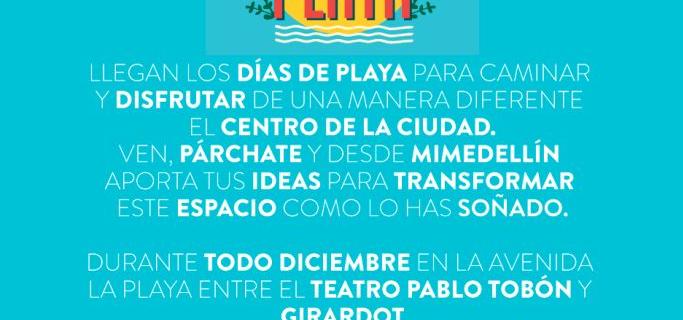 PLAYA
LLEGAN LOS DÍAS DE PLAYA PARA CAMINAR
Y DISFRUTAR DE UNA MANERA DIFERENTE
EL CENTRO DE LA CIUDAD.
VEN, PÁRCHATE Y DESDE MIMEDELLÍN
APORTA TUS IDEAS PARA TRANSFORMAR
ESTE ESPACIO COMO LO HAS SOÑADO.
DURANTE TODO DICIEMBRE EN LA AVENIDA
LA PLAYA ENTRE EL TEATRO PABLO TOBÓN Y
GIRARDOT